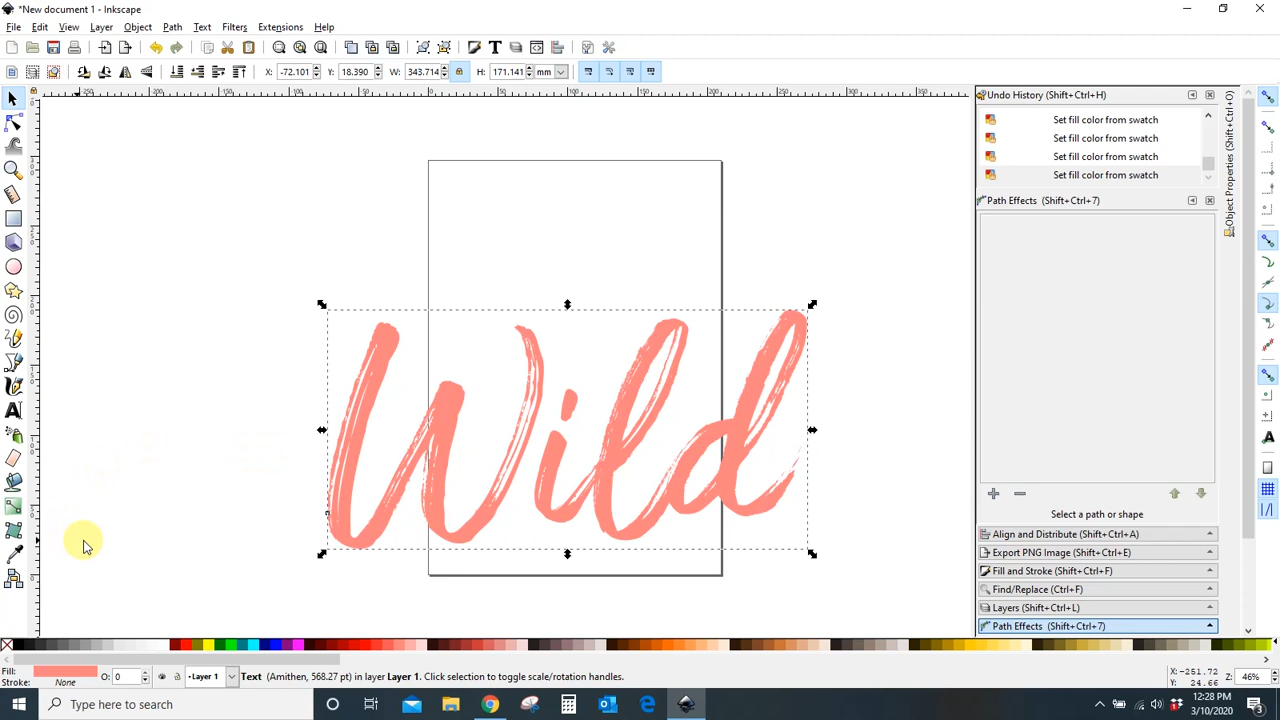 *New document 1 - Inkscape
File Edit View Layer Object Path Text Filters Extensions Help
X: -72.101 Y: 18.390 W: 343.714 H: 171.141 mm
Undo History (Shift+Ctrl+H)
Set fill color from swatch
Set fill color from swatch
Set fill color from swatch
Set fill color from swatch
Object Properties (Shift+Ctrl+O)
Path Effects (Shift+Ctrl+7)
Wild
Select a path or shape
Align and Distribute (Shift+Ctrl+A)
Export PNG Image (Shift+Ctrl+E)
Fill and Stroke (Shift+Ctrl+F)
Find/Replace (Ctrl+F)
Layers (Shift+Ctrl+L)
Path Effects (Shift+Ctrl+7)
Fill: O: 0 Layer 1 Text (Amithen, 568.27 pt) in layer Layer 1. Click selection to toggle scale/rotation handles. X: -251.72 Z: 46%
Stroke: None Y: 24.66
Type here to search
12:28 PM
3/10/2020
3